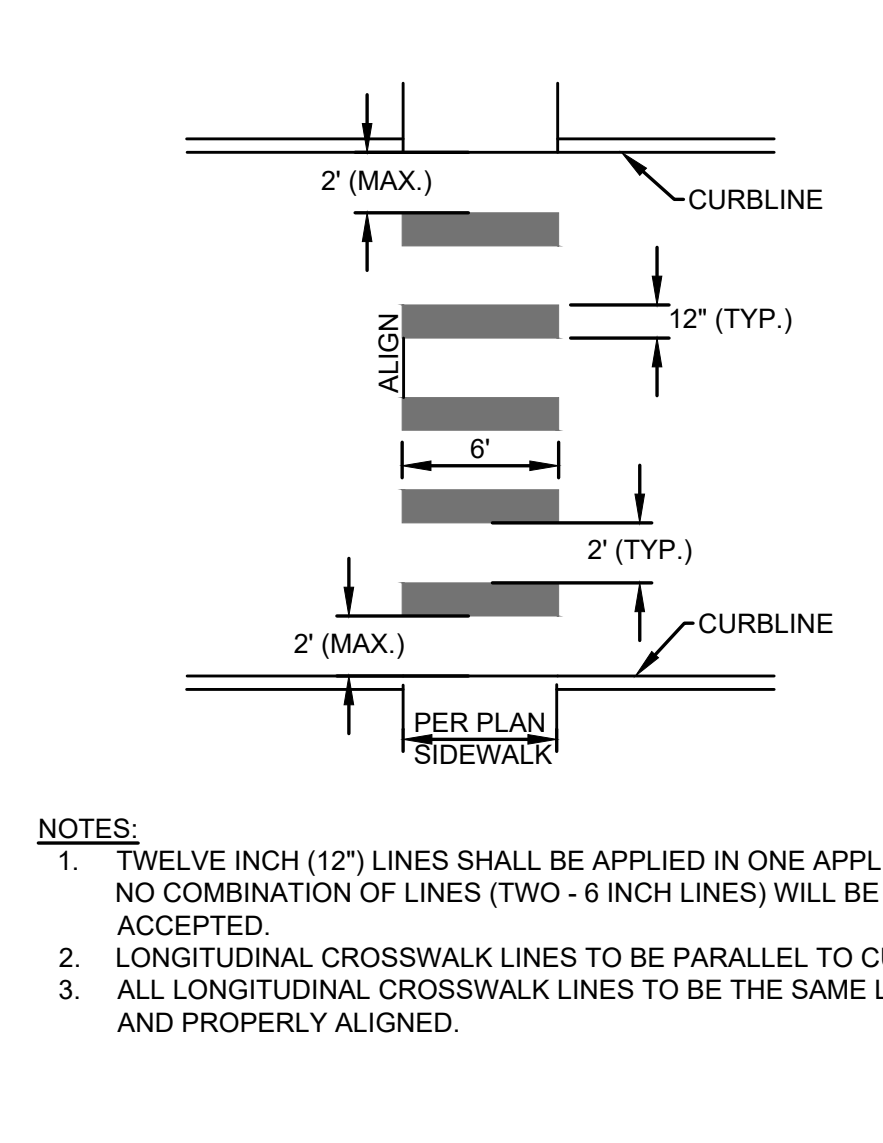 2' (MAX.)
CURBLINE
12" (TYP.)
ALIGN
6'
2' (TYP.)
CURBLINE
2' (MAX.)
PER PLAN
SIDEWALK
NOTES:
1. TWELVE INCH (12") LINES SHALL BE APPLIED IN ONE
NO COMBINATION OF LINES (TWO - 6 INCH LINES) WILL BE
ACCEPTED.
2. LONGITUDINAL CROSSWALK LINES TO BE PARALLEL TO
3. ALL LONGITUDINAL CROSSWALK LINES TO BE THE SAME
AND PROPERLY ALIGNED.